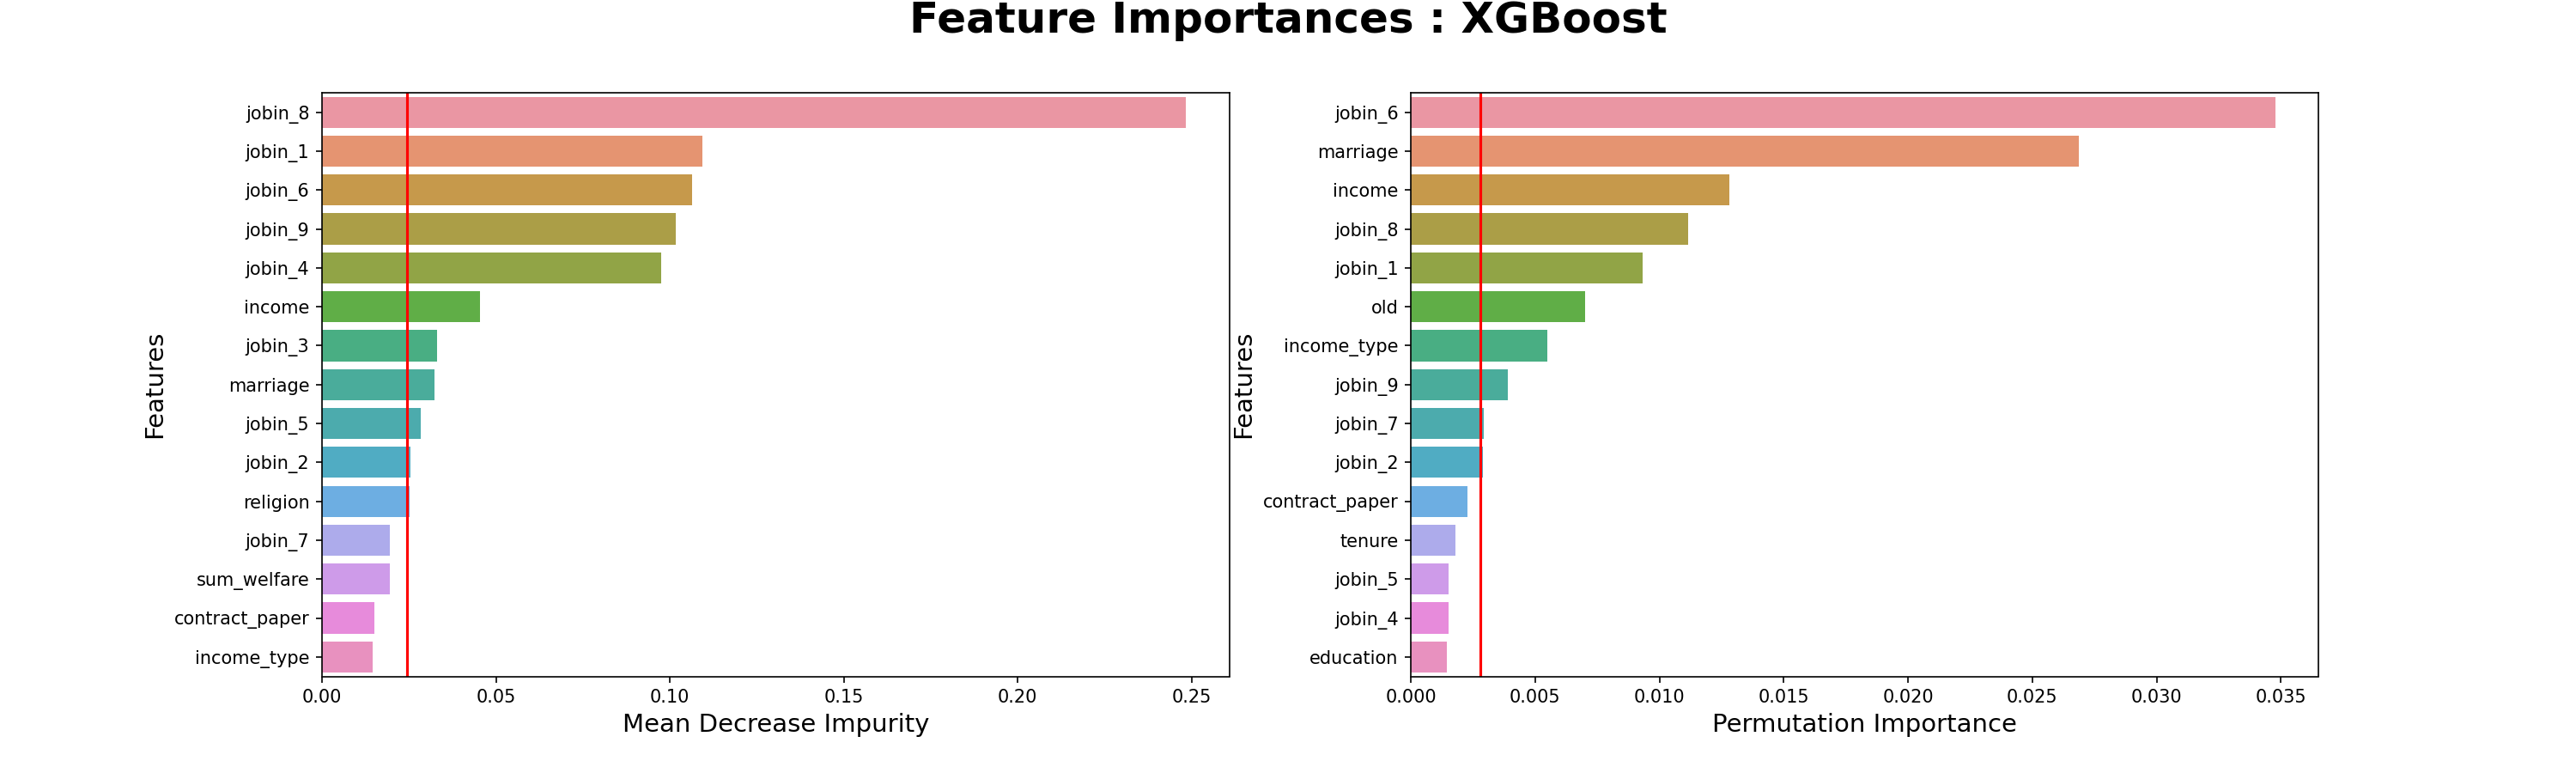 Feature Importances : XGBoost
Features
jobin_8
jobin_1
jobin_6
jobin_9
jobin_4
income
jobin_3
marriage
jobin_5
jobin_2
religion
jobin_7
sum_welfare
contract_paper
income_type
0.00 0.05 0.10 0.15 0.20 0.25
Mean Decrease Impurity
Features
jobin_6
marriage
income
jobin_8
jobin_1
old
income_type
jobin_9
jobin_7
jobin_2
contract_paper
tenure
jobin_5
jobin_4
education
0.000 0.005 0.010 0.015 0.020 0.025 0.030 0.035
Permutation Importance